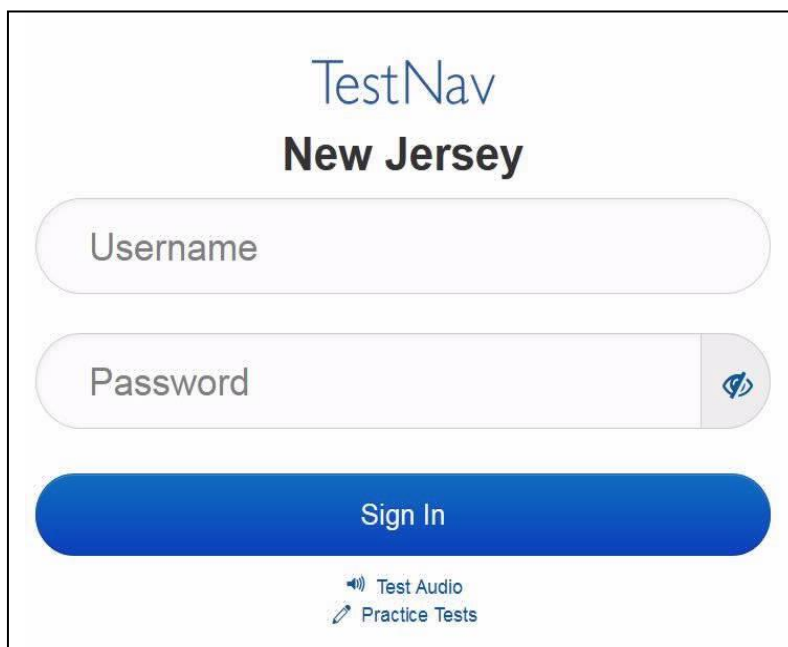 TestNav
New Jersey
Username
Password
Sign In
Test Audio
Practice Tests